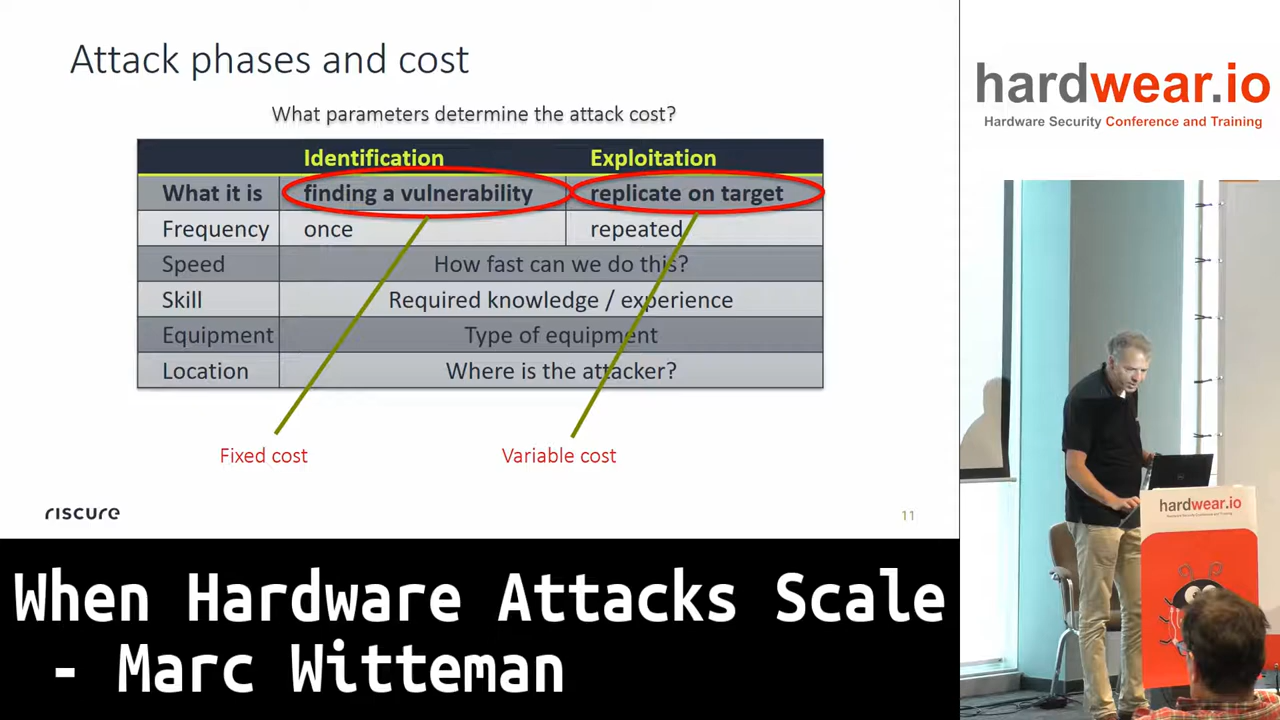 Attack phases and cost
What parameters determine the attack cost?
Identification Exploitation
What it is finding a vulnerability replicate on target
Frequency once repeated
Speed How fast can we do this?
Skill Required knowledge / experience
Equipment Type of equipment
Location Where is the attacker?
Fixed cost Variable cost
riscure 11
When Hardware Attacks Scale
- Marc Witteman
hardwear.io
Hardware Security Conference and Training
hardwear.io